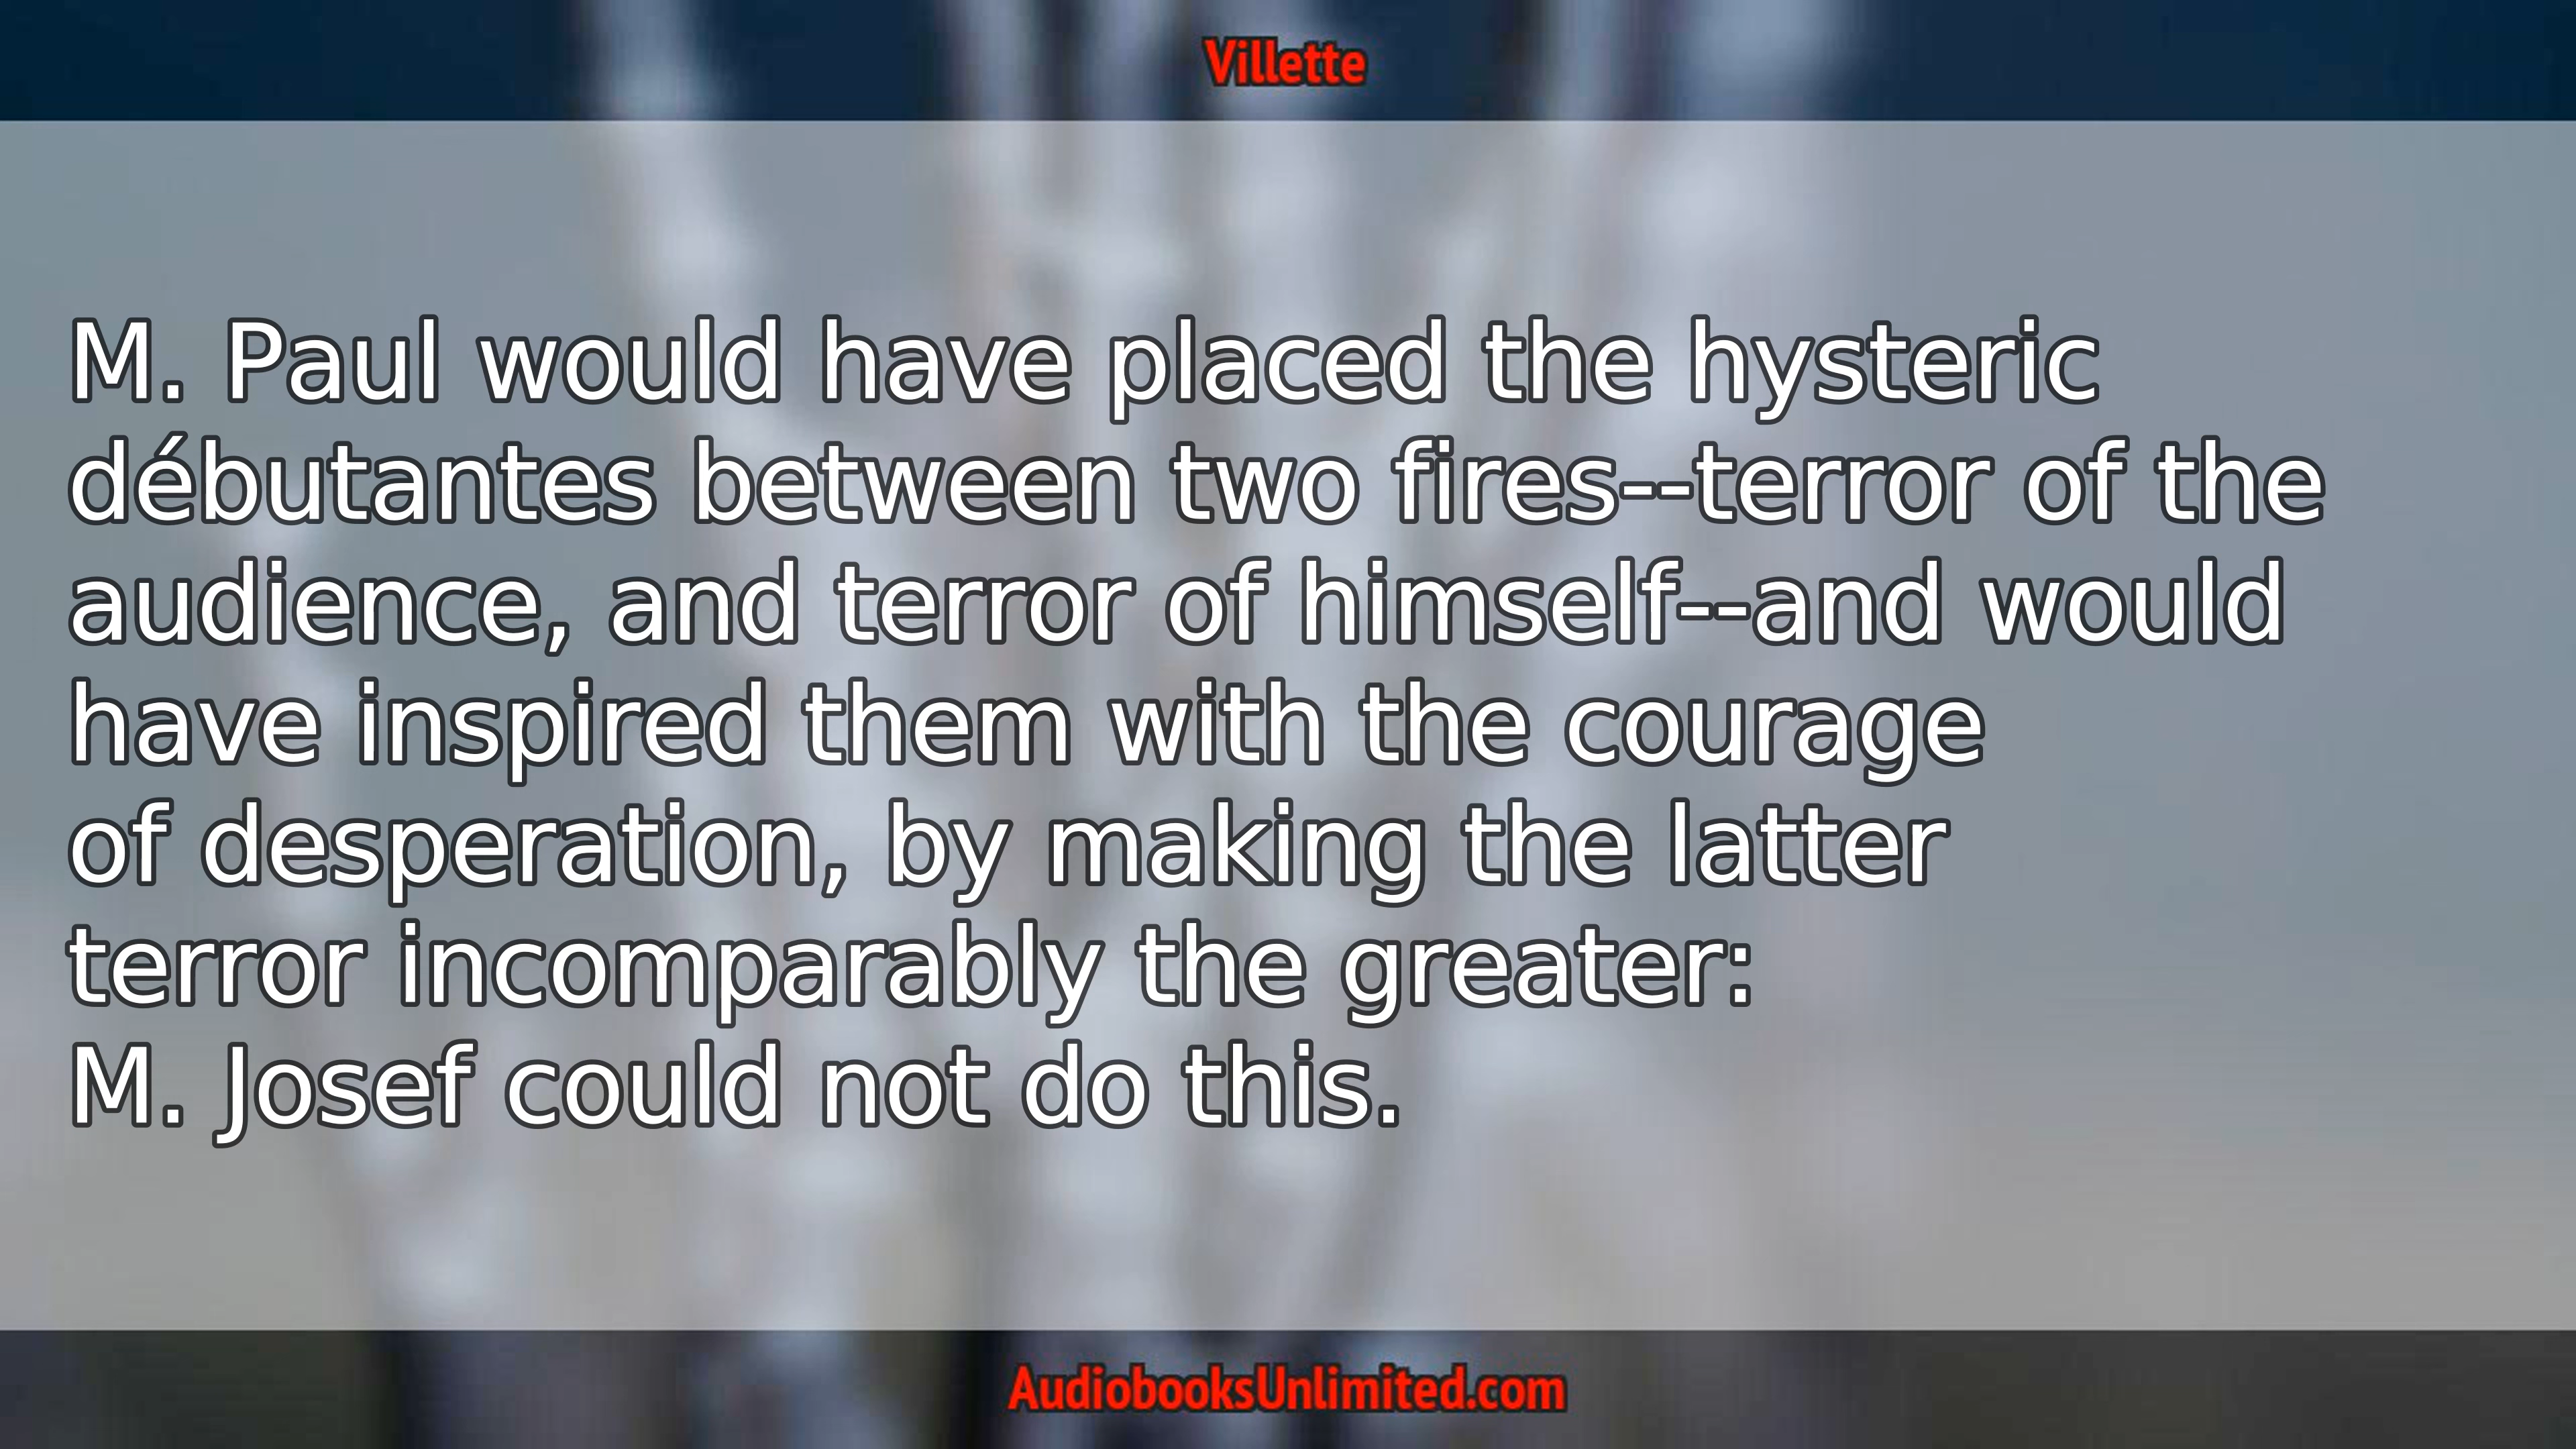 Villette
M. Paul would have placed the hysteric
débutantes between two fires--terror of the
audience, and terror of himself--and would
have inspired them with the courage
of desperation, by making the latter
terror incomparably the greater:
M. Josef could not do this.
AudiobooksUnlimited.com